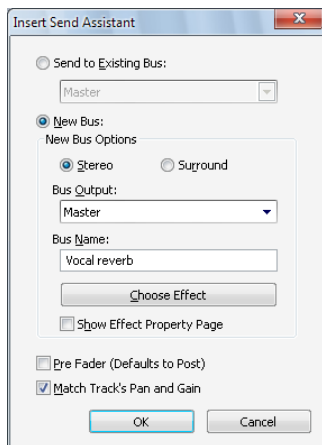 Insert Send Assistant
Send to Existing Bus:
Master
New Bus:
New Bus Options
Stereo
Surround
Bus Output:
Master
Bus Name:
Vocal reverb
Choose Effect
Show Effect Property Page
Pre Fader (Defaults to Post)
Match Track's Pan and Gain
OK
Cancel